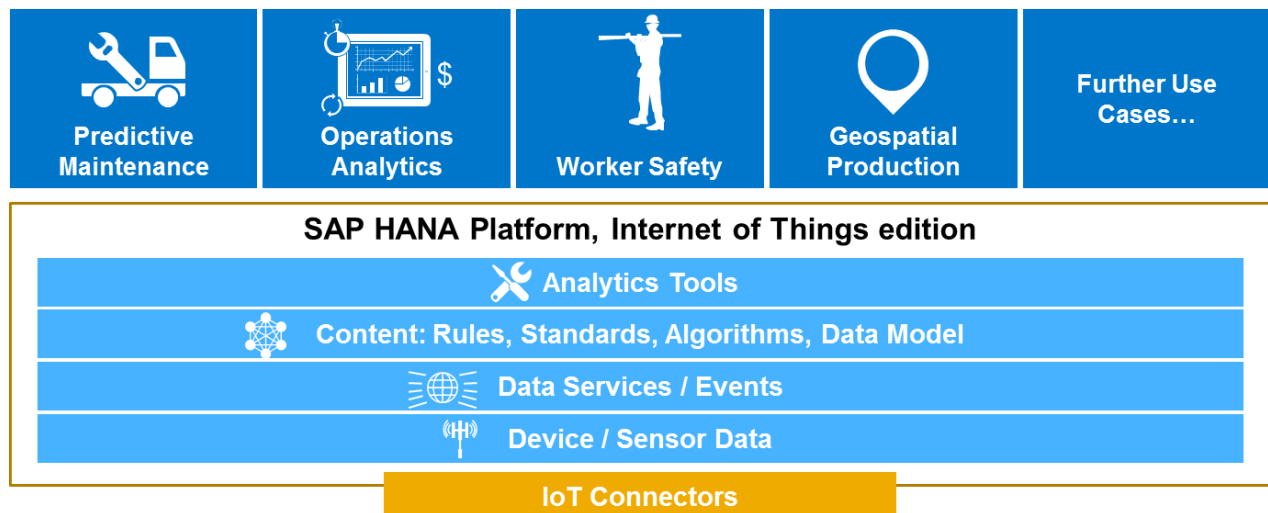 $
Predictive
Maintenance
Operations
Analytics
Worker Safety
Geospatial
Production
Further Use
Cases…
SAP HANA Platform, Internet of Things edition
Analytics Tools
Content: Rules, Standards, Algorithms, Data Model
Data Services / Events
Device / Sensor Data
IoT Connectors